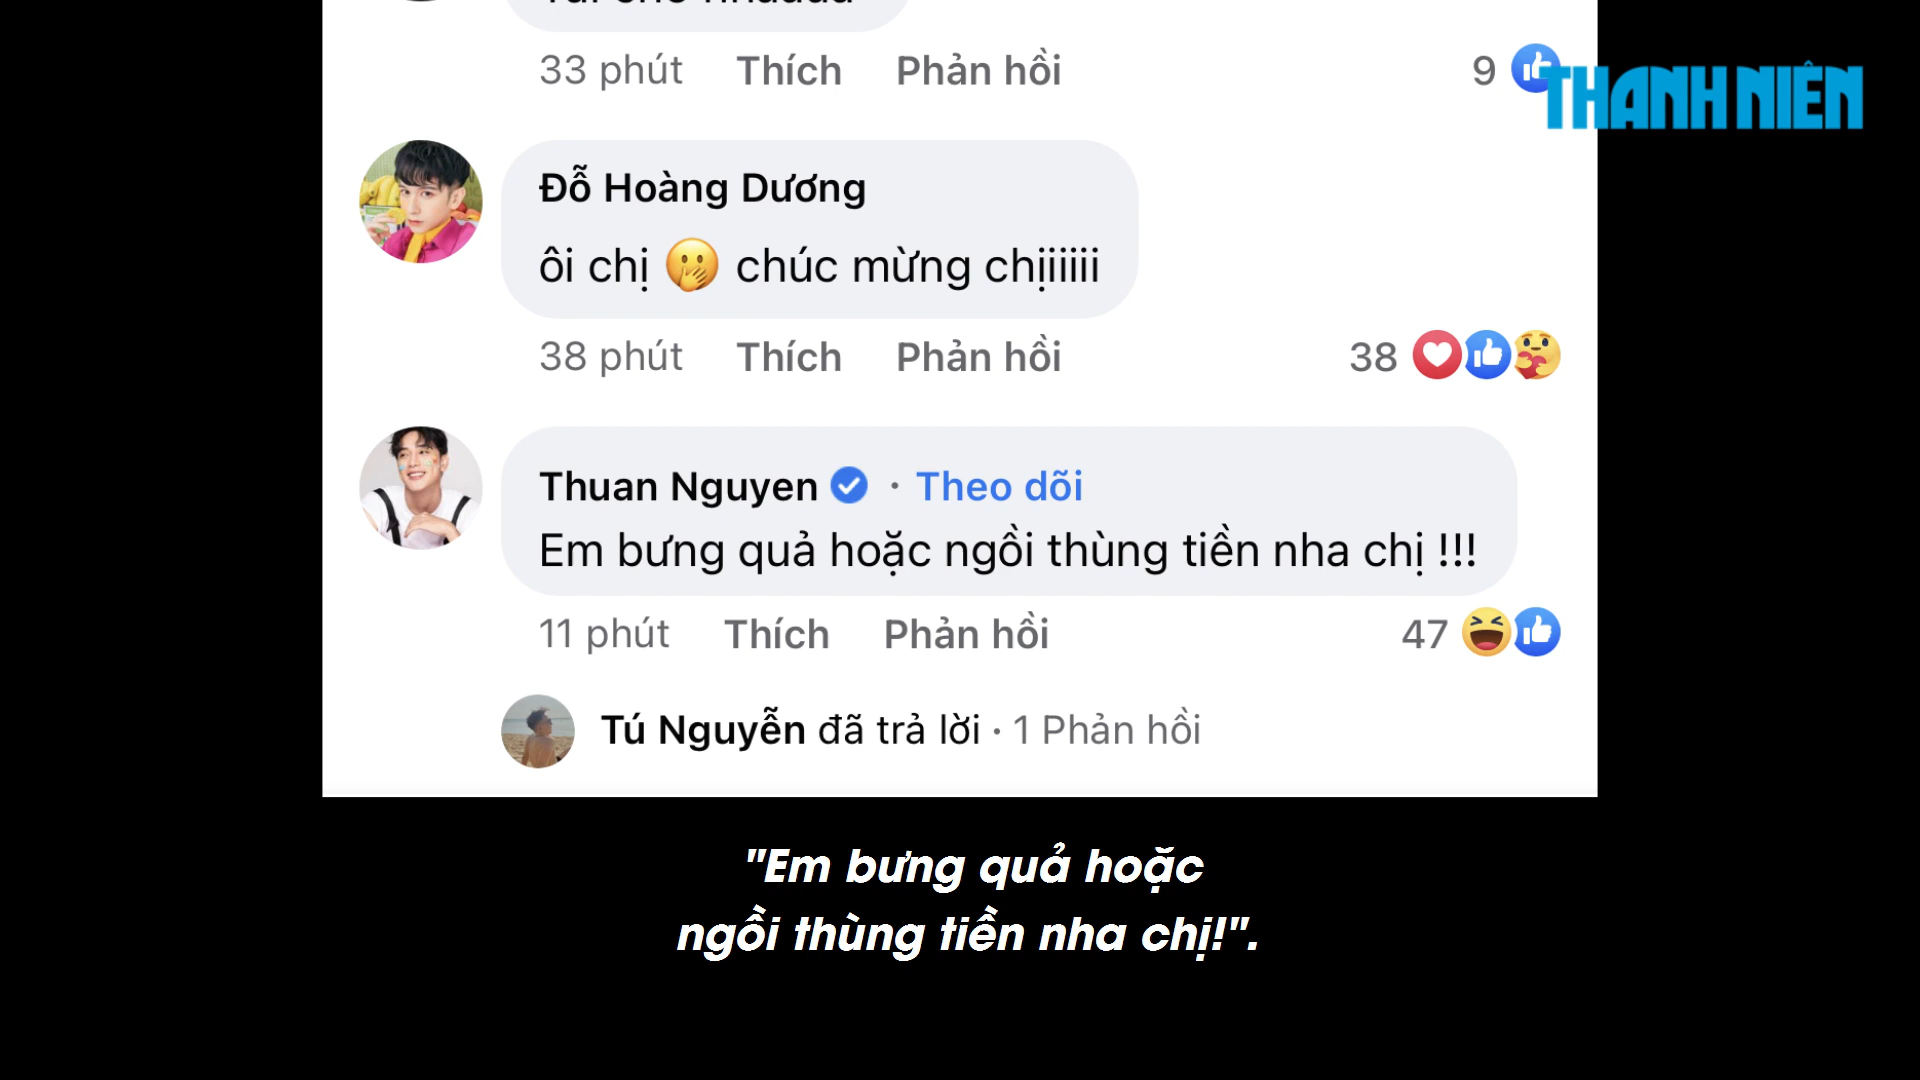 33 phút Thích Phản hồi 9
THANH NIÊN
Đỗ Hoàng Dương
ôi chị 🤭 chúc mừng chịiiiii
38 phút Thích Phản hồi 38
Thuan Nguyen · Theo dõi
Em bưng quả hoặc ngồi thùng tiền nha chị !!!
11 phút Thích Phản hồi 47
Tú Nguyễn đã trả lời · 1 Phản hồi
"Em bưng quả hoặc
ngồi thùng tiền nha chị!".